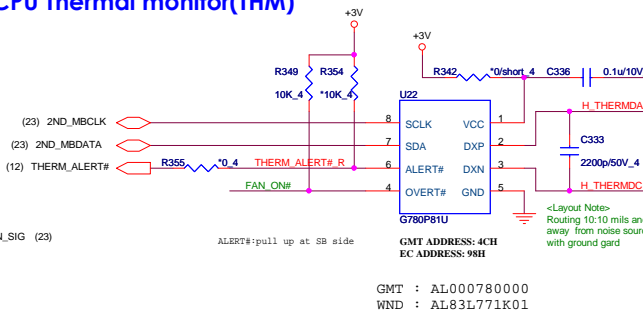 CPU Thermal monitor(THM)
+3V
+3V
R349
10K_4
R354
*10K_4
R342
*0/short_4
C336
0.1u/10V
U22
H_THERMDA
(23) 2ND_MBCLK
8
SCLK
VCC
1
(23) 2ND_MBDATA
7
SDA
DXP
2
C333
2200p/50V_4
(12) THERM_ALERT#
R355
*0_4
THERM_ALERT#_R
6
ALERT#
DXN
3
FAN_ON#
4
OVERT#
GND
5
H_THERMDC
G780P81U
<Layout Note>
Routing 10:10 mils and
away from noise sour
with ground gard
N_SIG (23)
ALERT#:pull up at SB side
GMT ADDRESS: 4CH
EC ADDRESS: 98H
GMT : AL000780000
WND : AL83L771K01